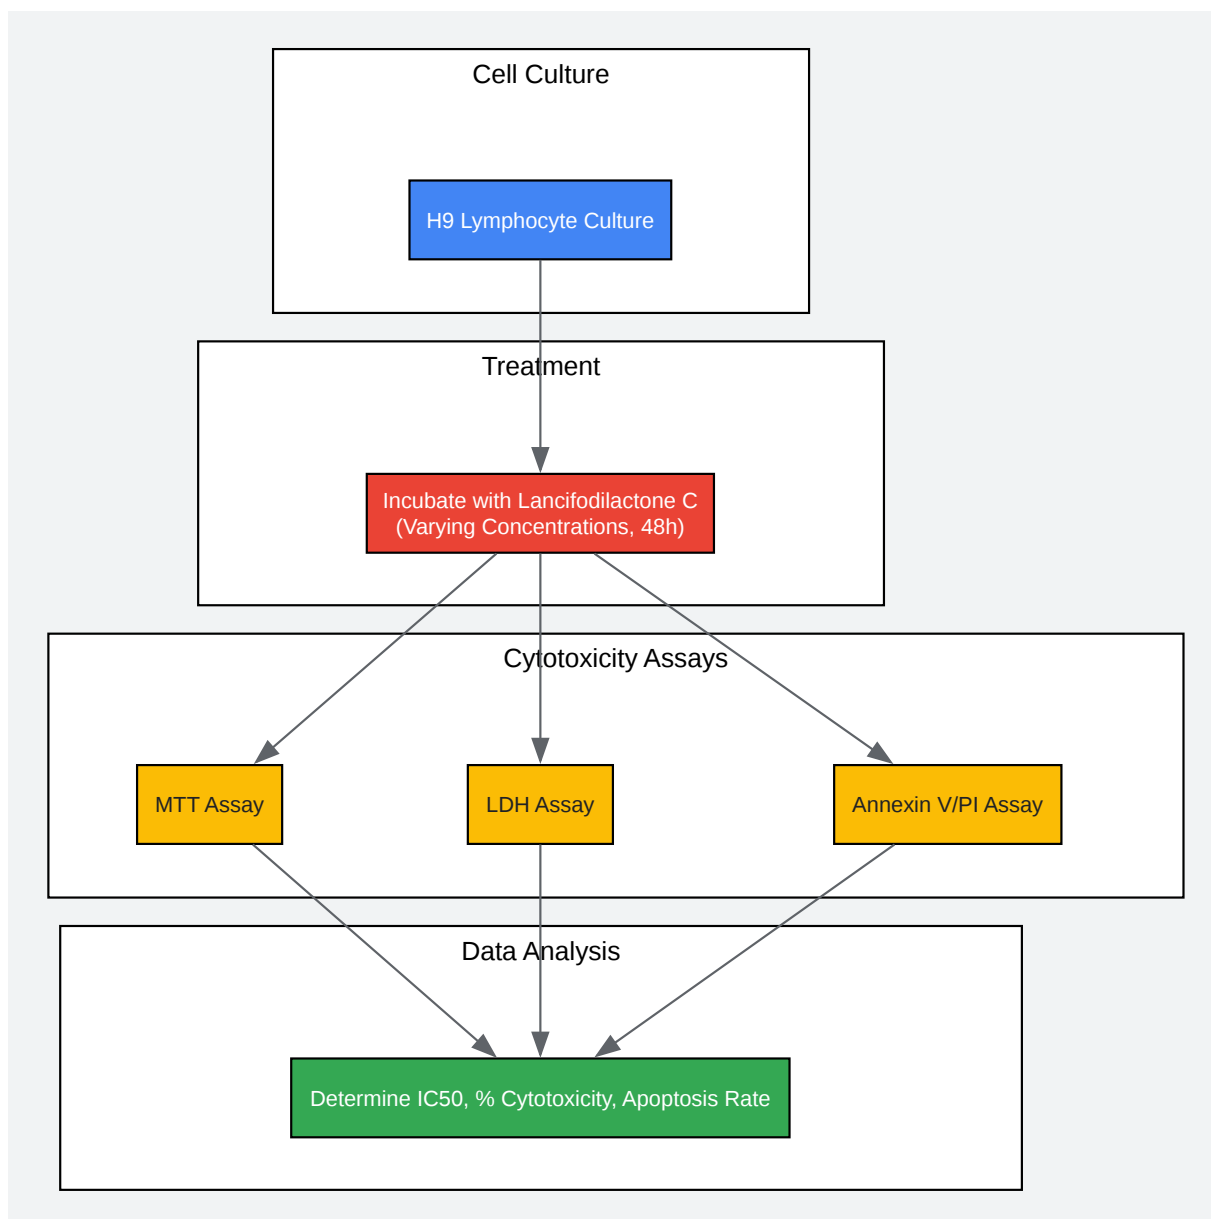 Cell Culture
H9 Lymphocyte Culture
Treatment
Incubate with Lancifodilactone C
(Varying Concentrations, 48h)
Cytotoxicity Assays
MTT Assay
LDH Assay
Annexin V/PI Assay
Data Analysis
Determine IC50, % Cytotoxicity, Apoptosis Rate